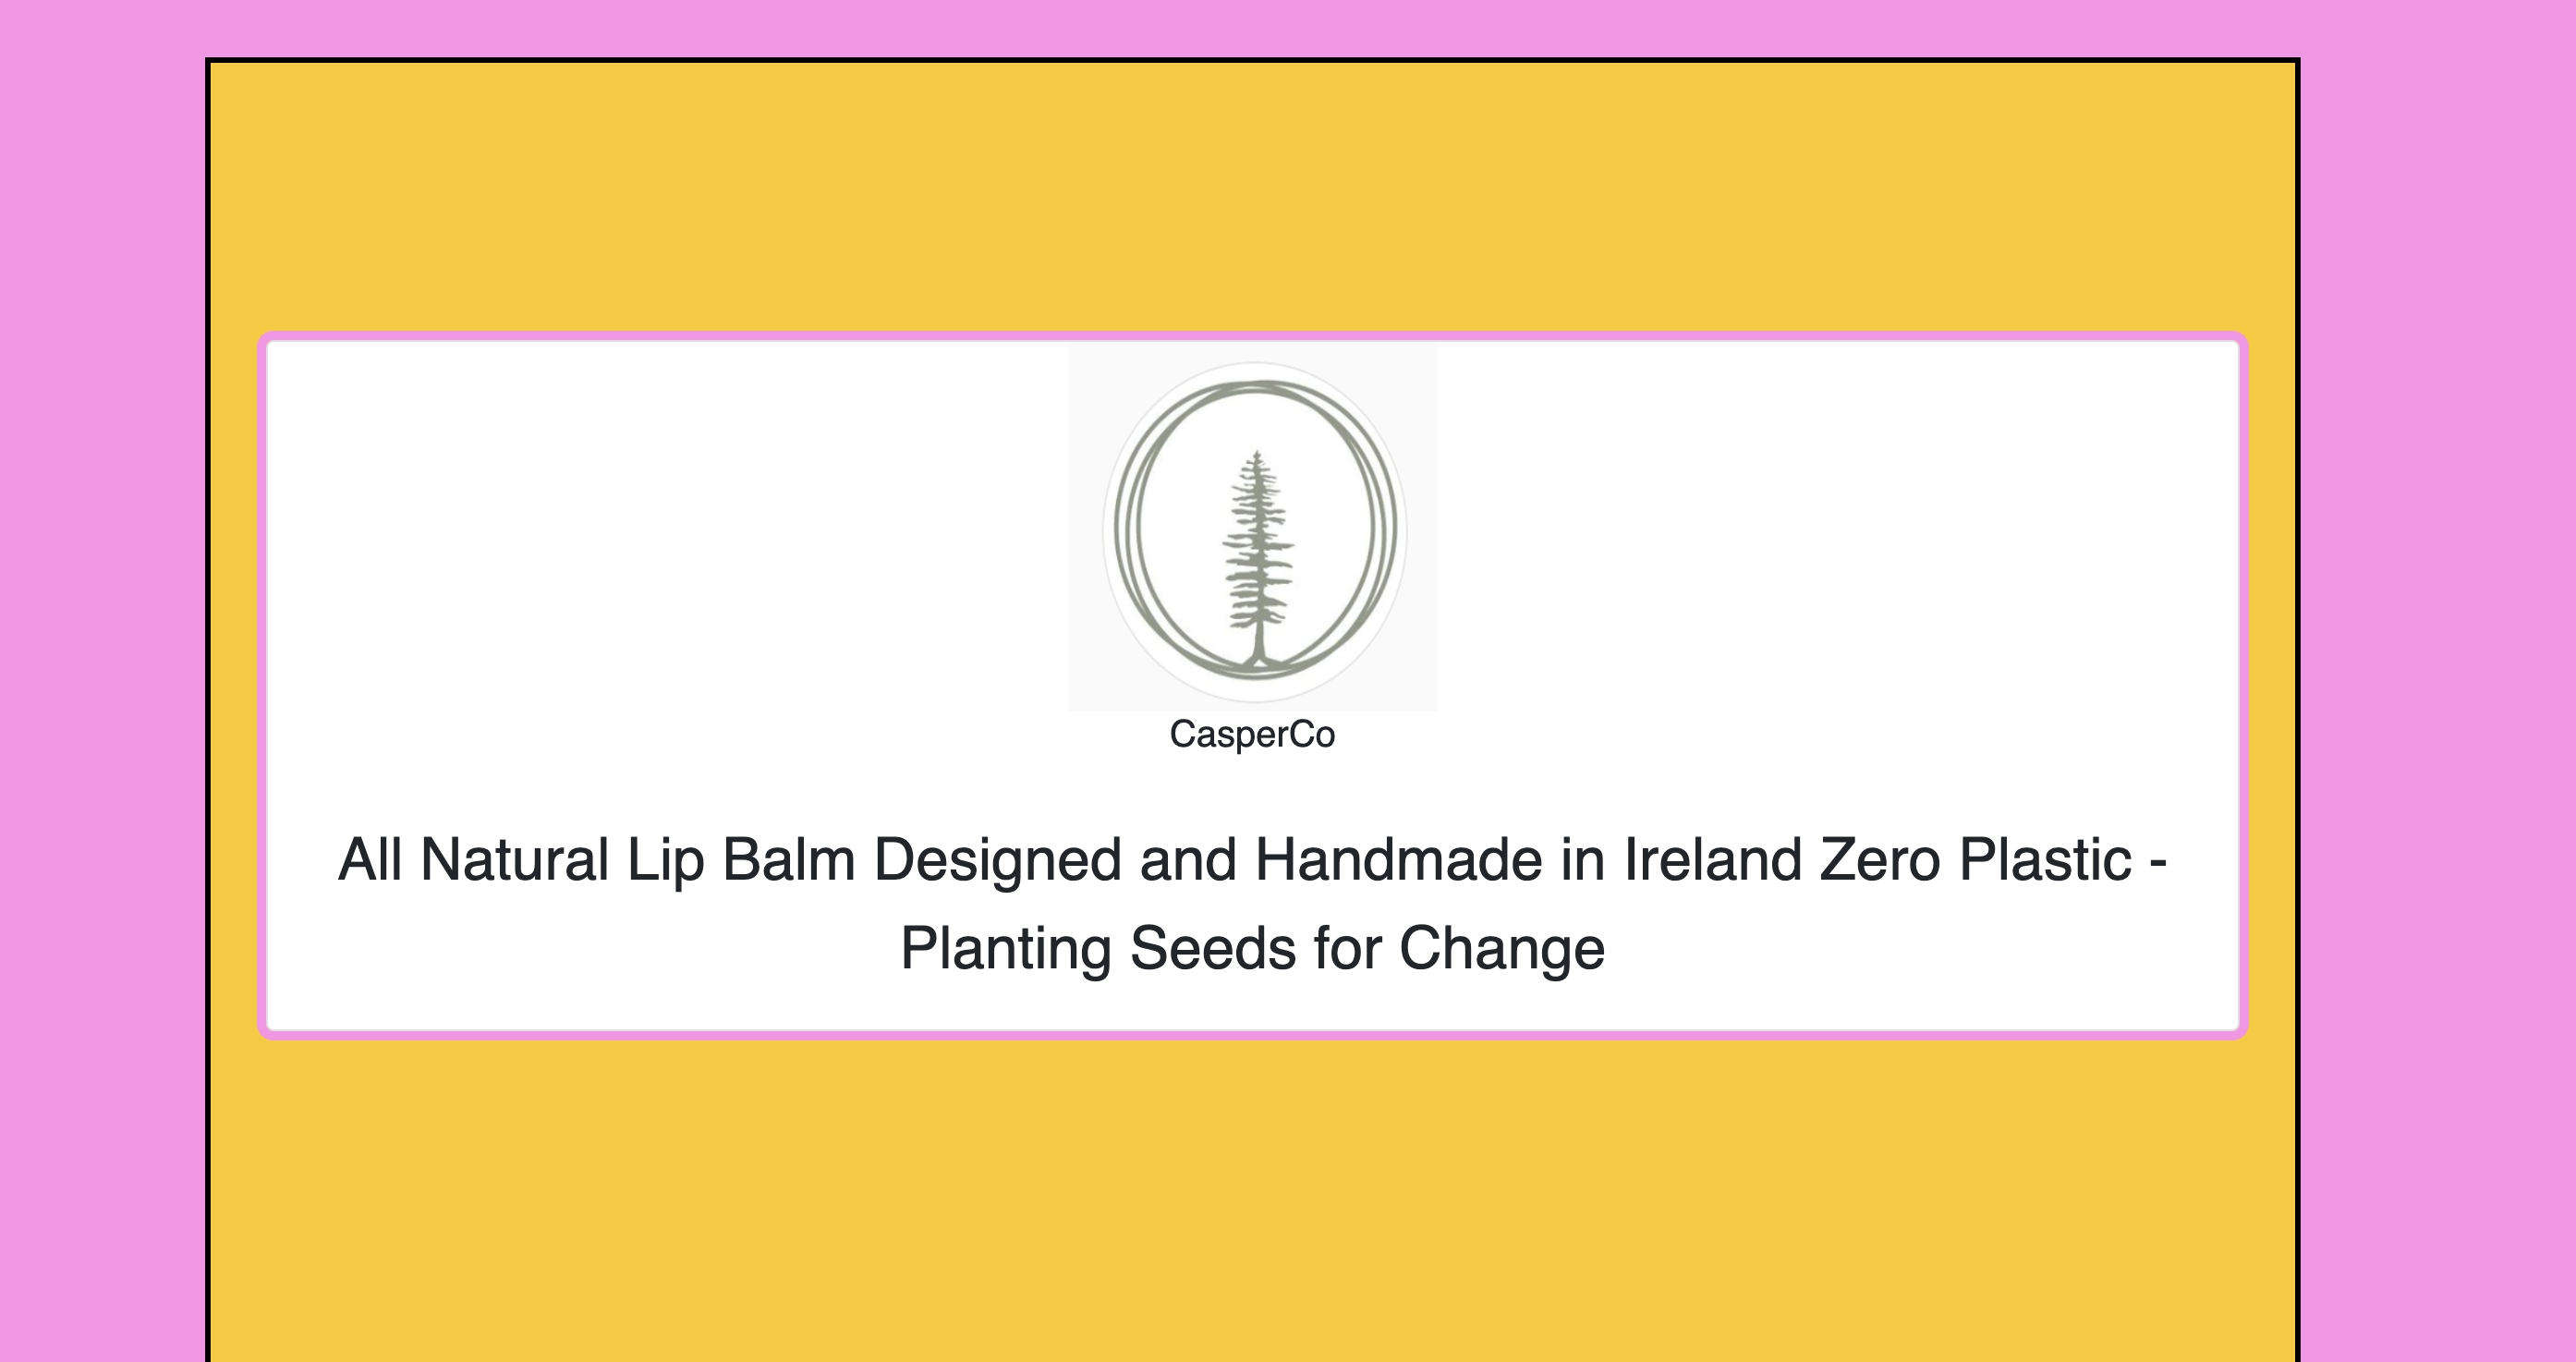 CasperCo
All Natural Lip Balm Designed and Handmade in Ireland Zero Plastic -
Planting Seeds for Change